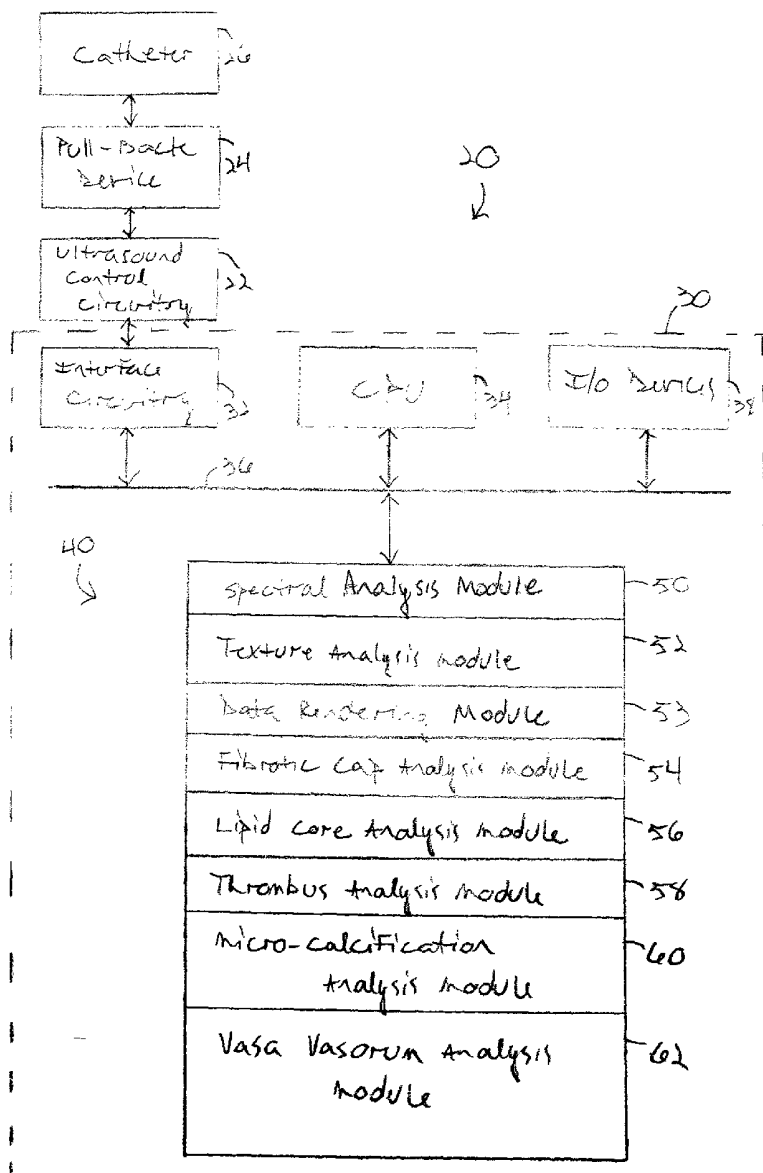 Catheter
26
Pull-Back
Device
24
20
Ultrasound
Control
Circuitry
22
30
Interface
Circuitry
32
CPU
34
I/O Devices
38
36
40
Spectral Analysis Module
50
Texture Analysis module
52
Data Rendering Module
53
Fibrotic Cap Analysis module
54
Lipid Core Analysis module
56
Thrombus Analysis module
58
Micro-calcification
Analysis module
60
Vasa Vasorum Analysis
module
62